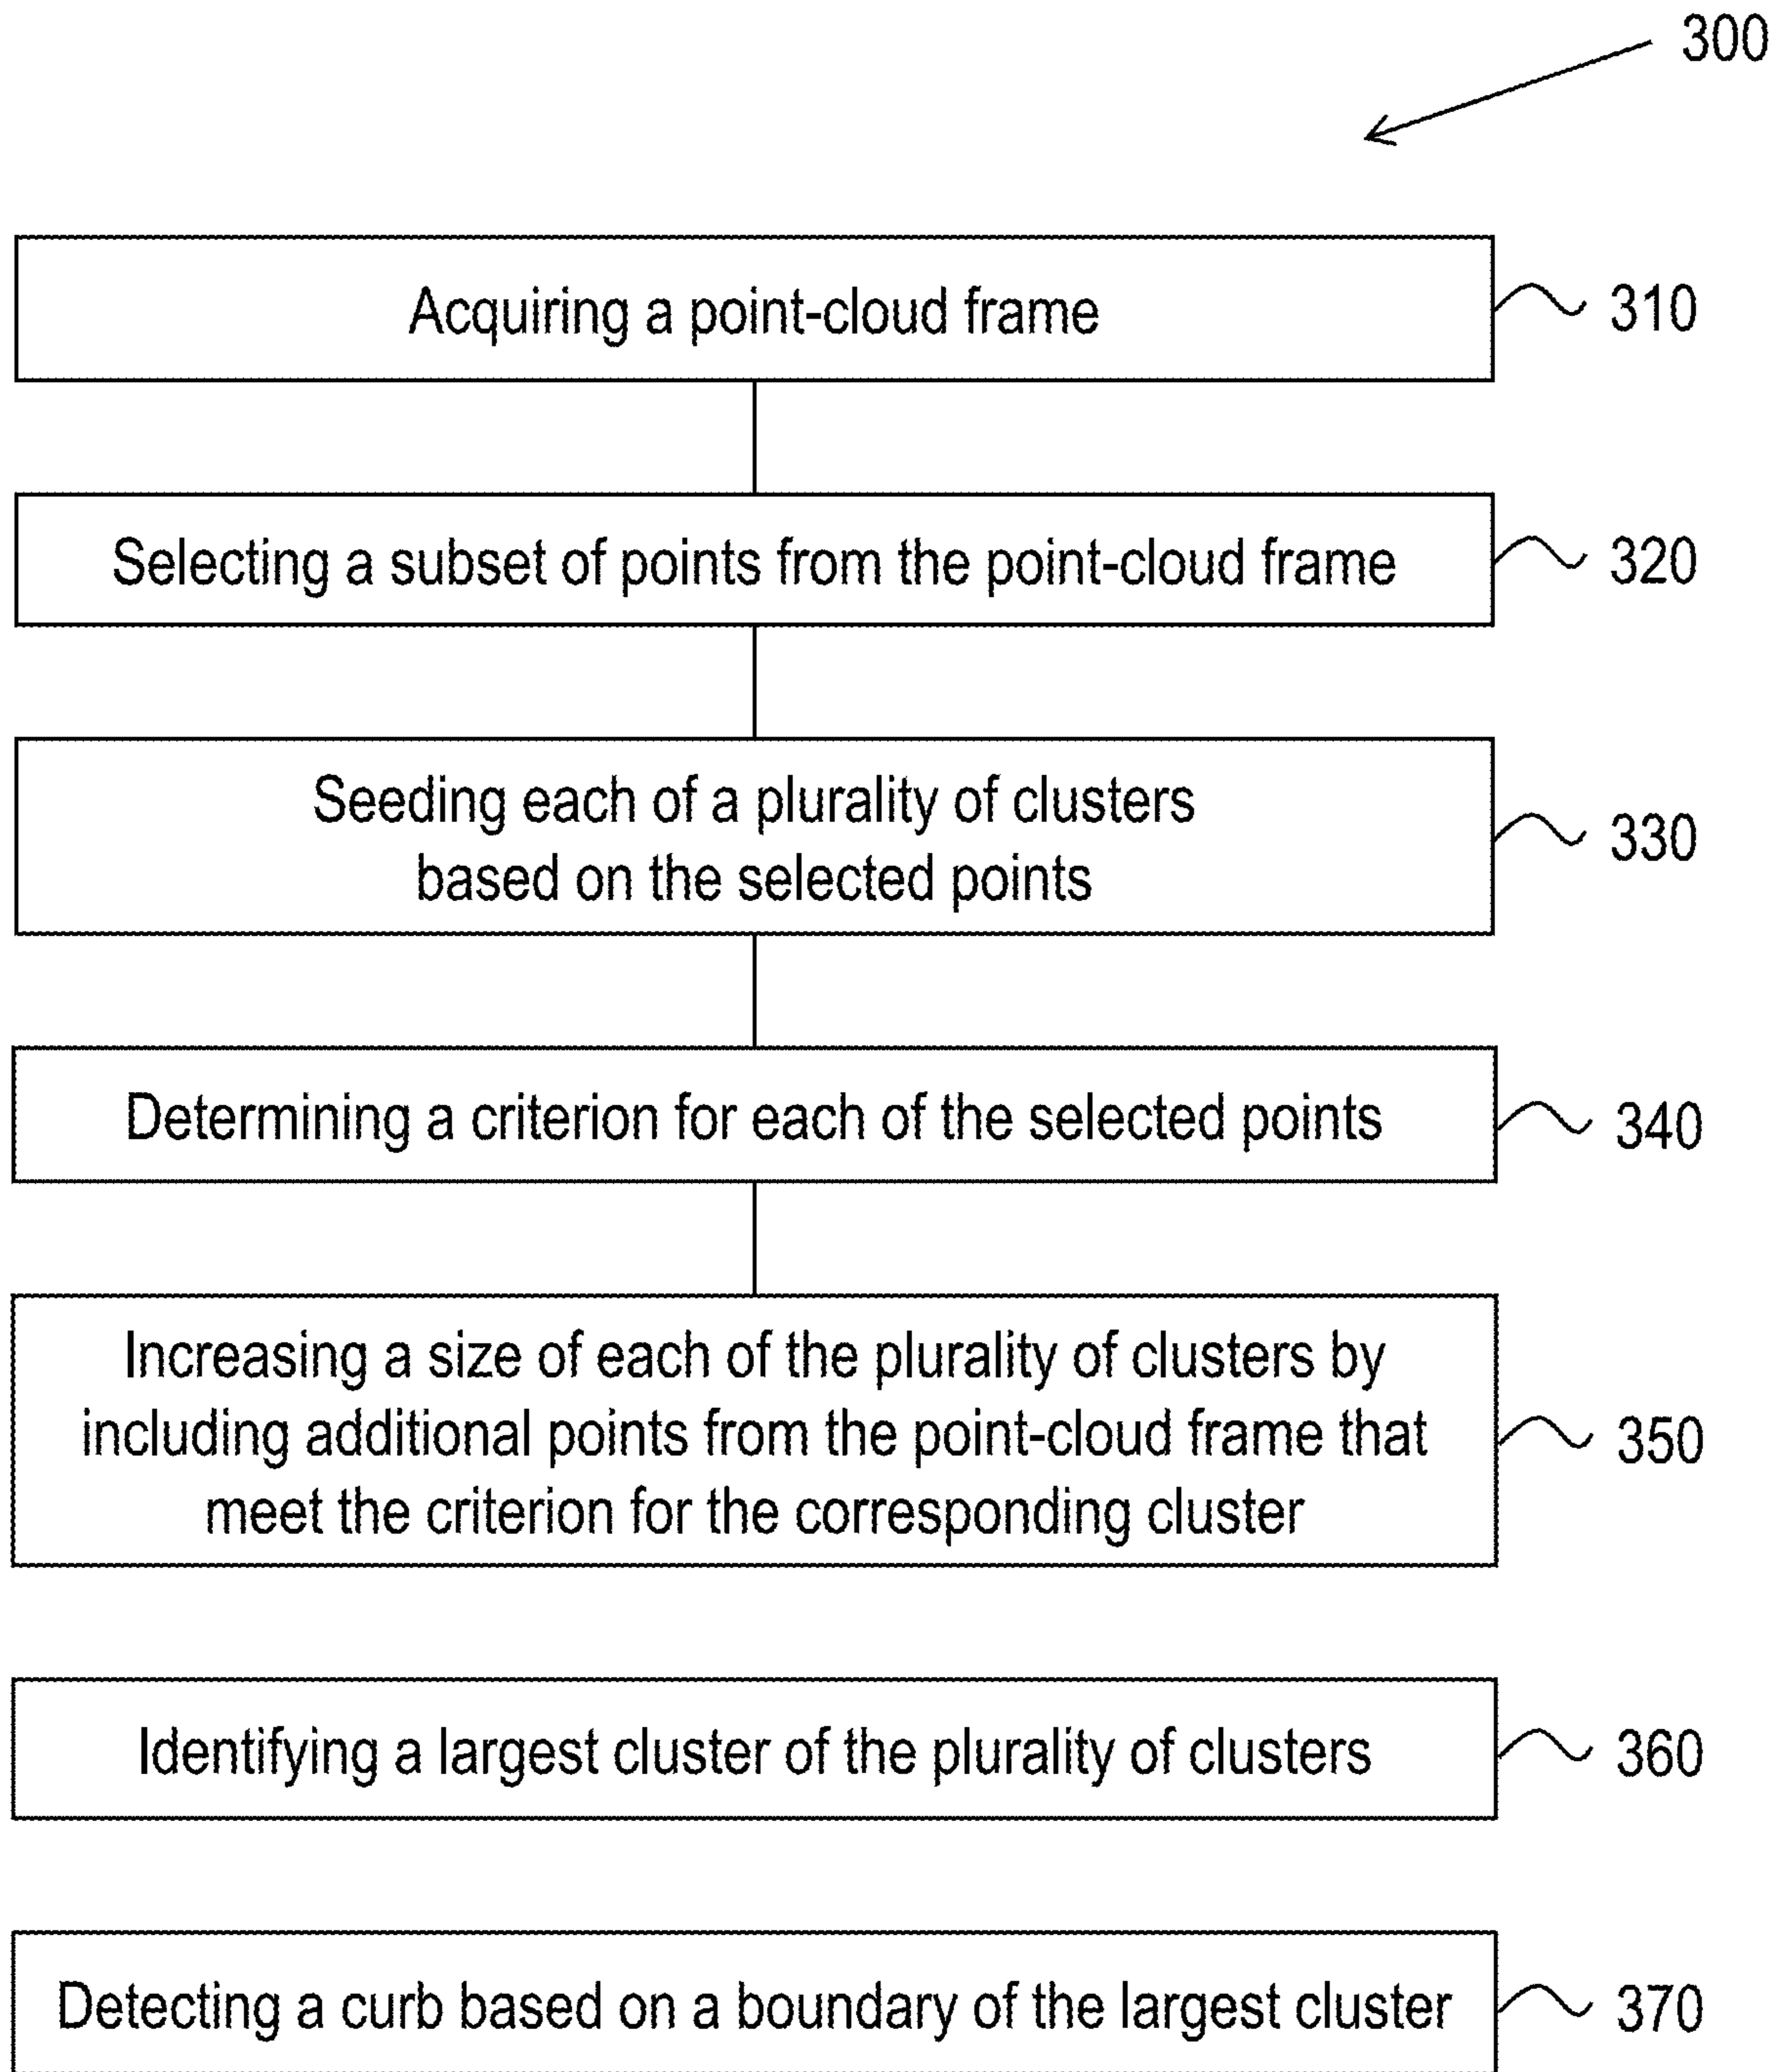 300
Acquiring a point-cloud frame
310
Selecting a subset of points from the point-cloud frame
320
Seeding each of a plurality of clusters
based on the selected points
330
Determining a criterion for each of the selected points
340
Increasing a size of each of the plurality of clusters by
including additional points from the point-cloud frame that
meet the criterion for the corresponding cluster
350
Identifying a largest cluster of the plurality of clusters
360
Detecting a curb based on a boundary of the largest cluster
370